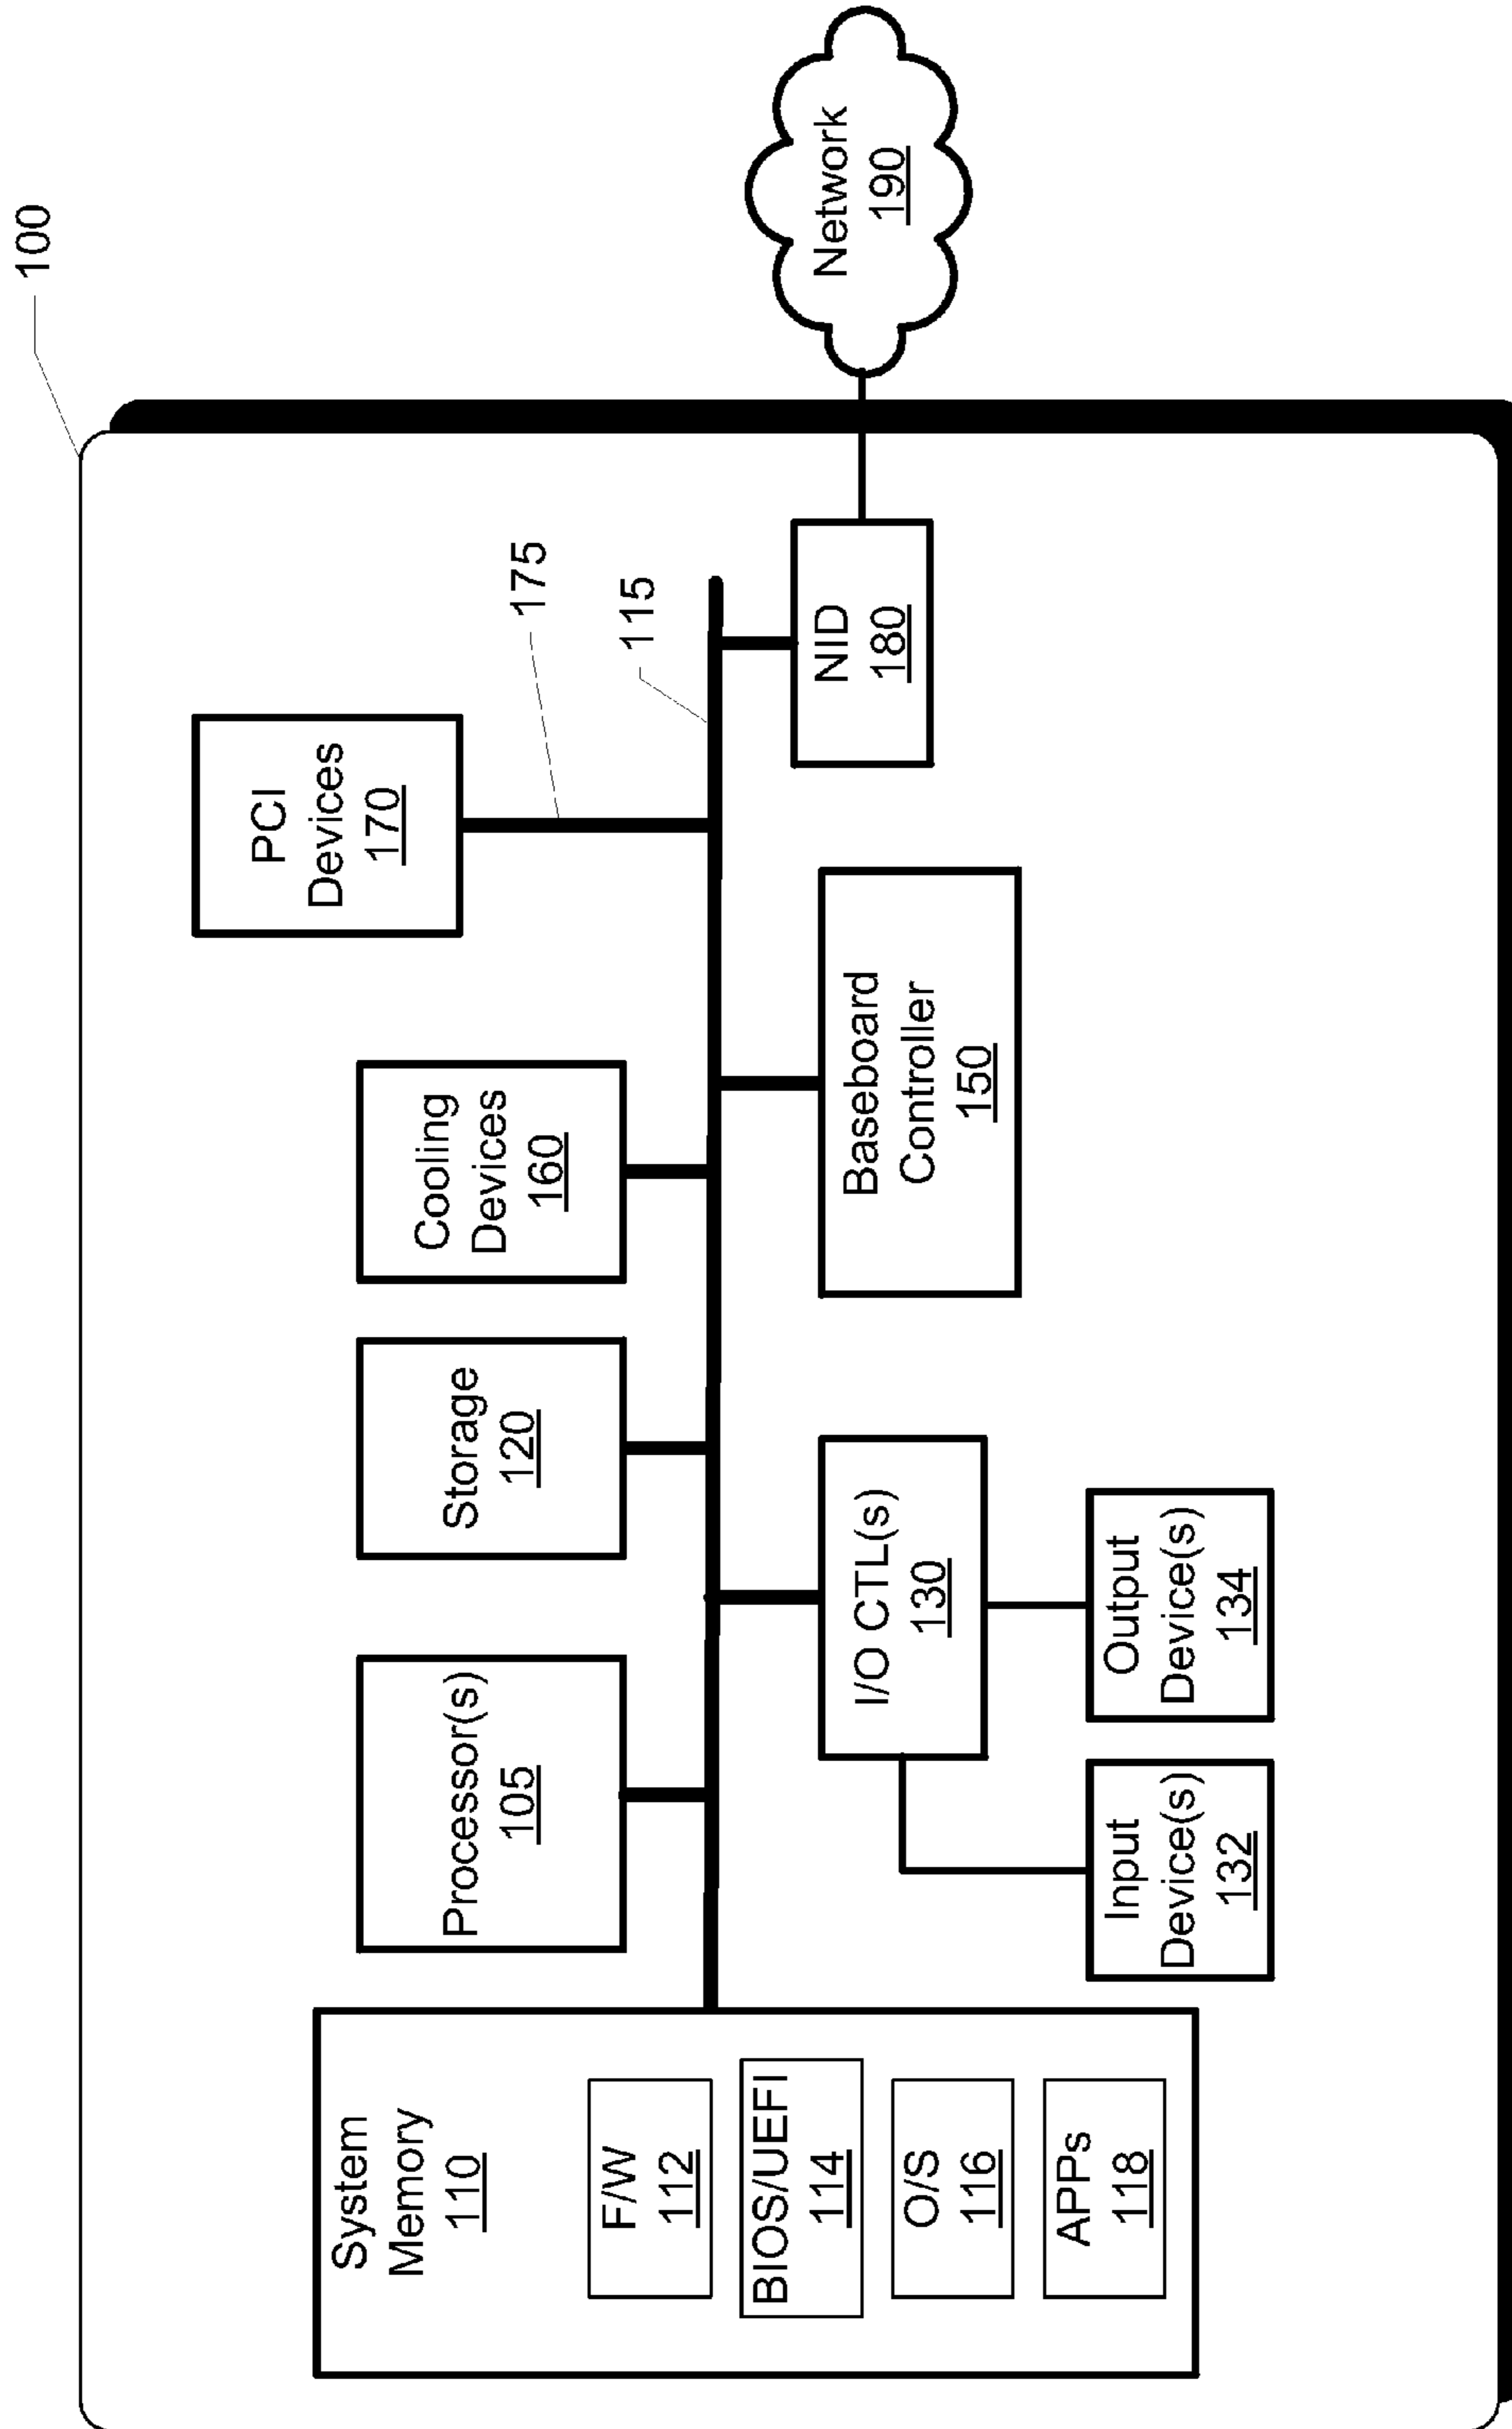 100
System
Memory
110
F/W
112
BIOS/UEFI
114
O/S
116
APPs
118
Processor(s)
105
Storage
120
Cooling
Devices
160
PCI
Devices
170
175
115
I/O CTL(s)
130
Input
Device(s)
132
Output
Device(s)
134
Baseboard
Controller
150
NID
180
Network
190